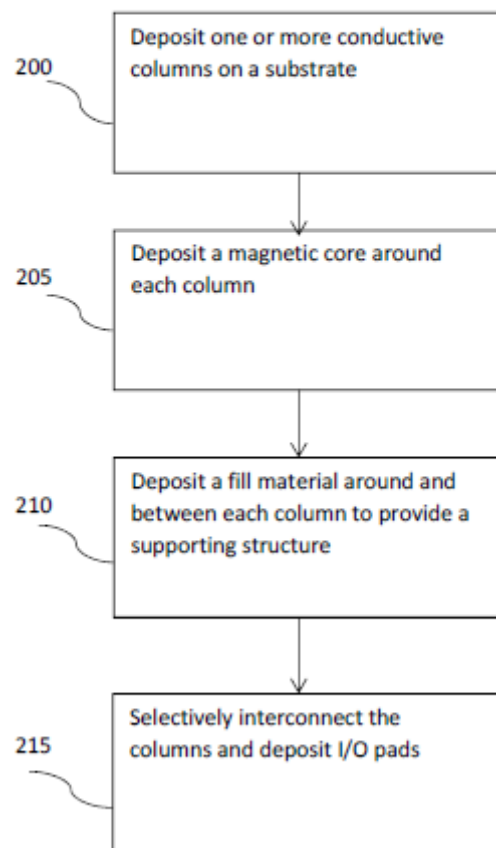 Deposit one or more conductive
columns on a substrate
200
Deposit a magnetic core around
each column
205
Deposit a fill material around and
between each column to provide a
supporting structure
210
Selectively interconnect the
columns and deposit I/O pads
215